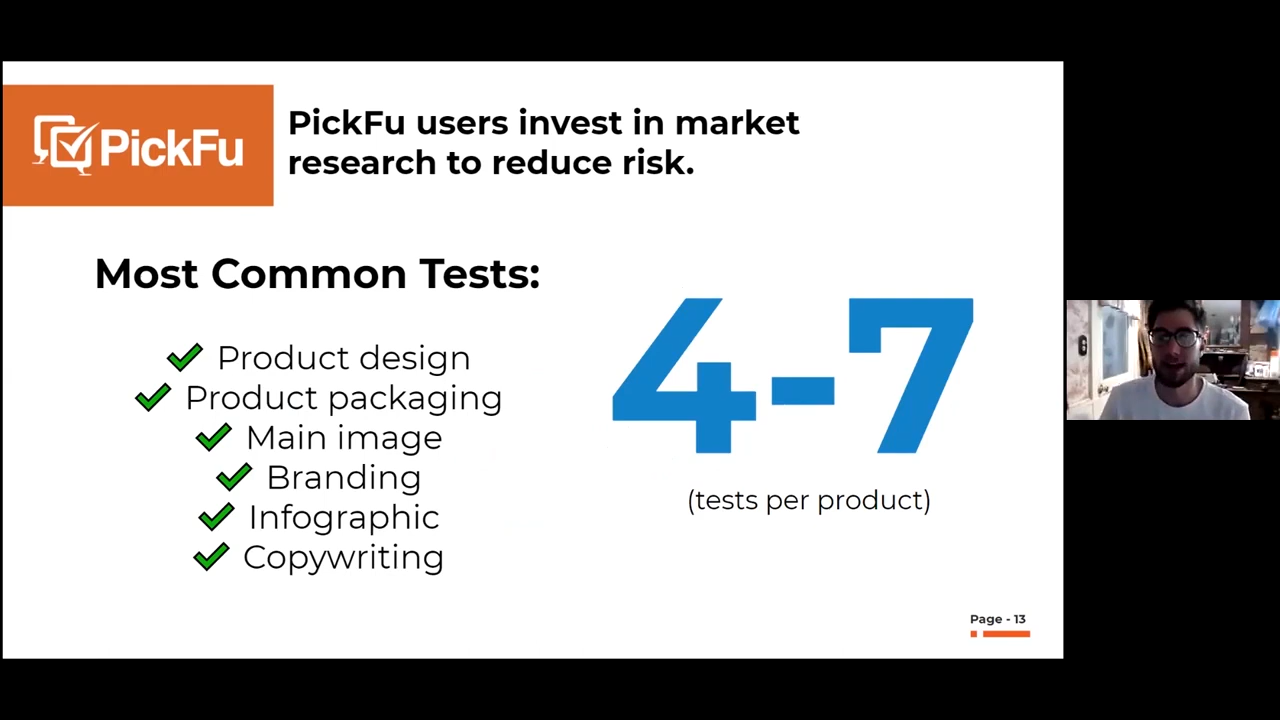 PickFu
PickFu users invest in market
research to reduce risk.
Most Common Tests:
Product design
Product packaging
Main image
Branding
Infographic
Copywriting
4-7
(tests per product)
Page - 13